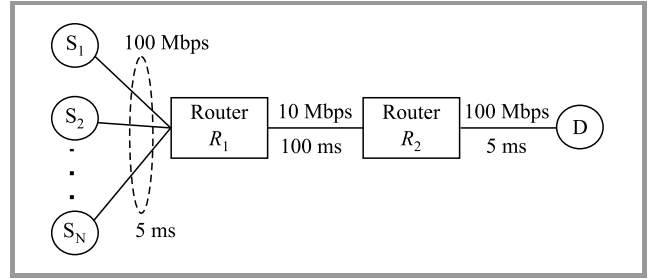 S1
100 Mbps
S2
Router
R1
10 Mbps
100 ms
Router
R2
100 Mbps
5 ms
D
SN
5 ms